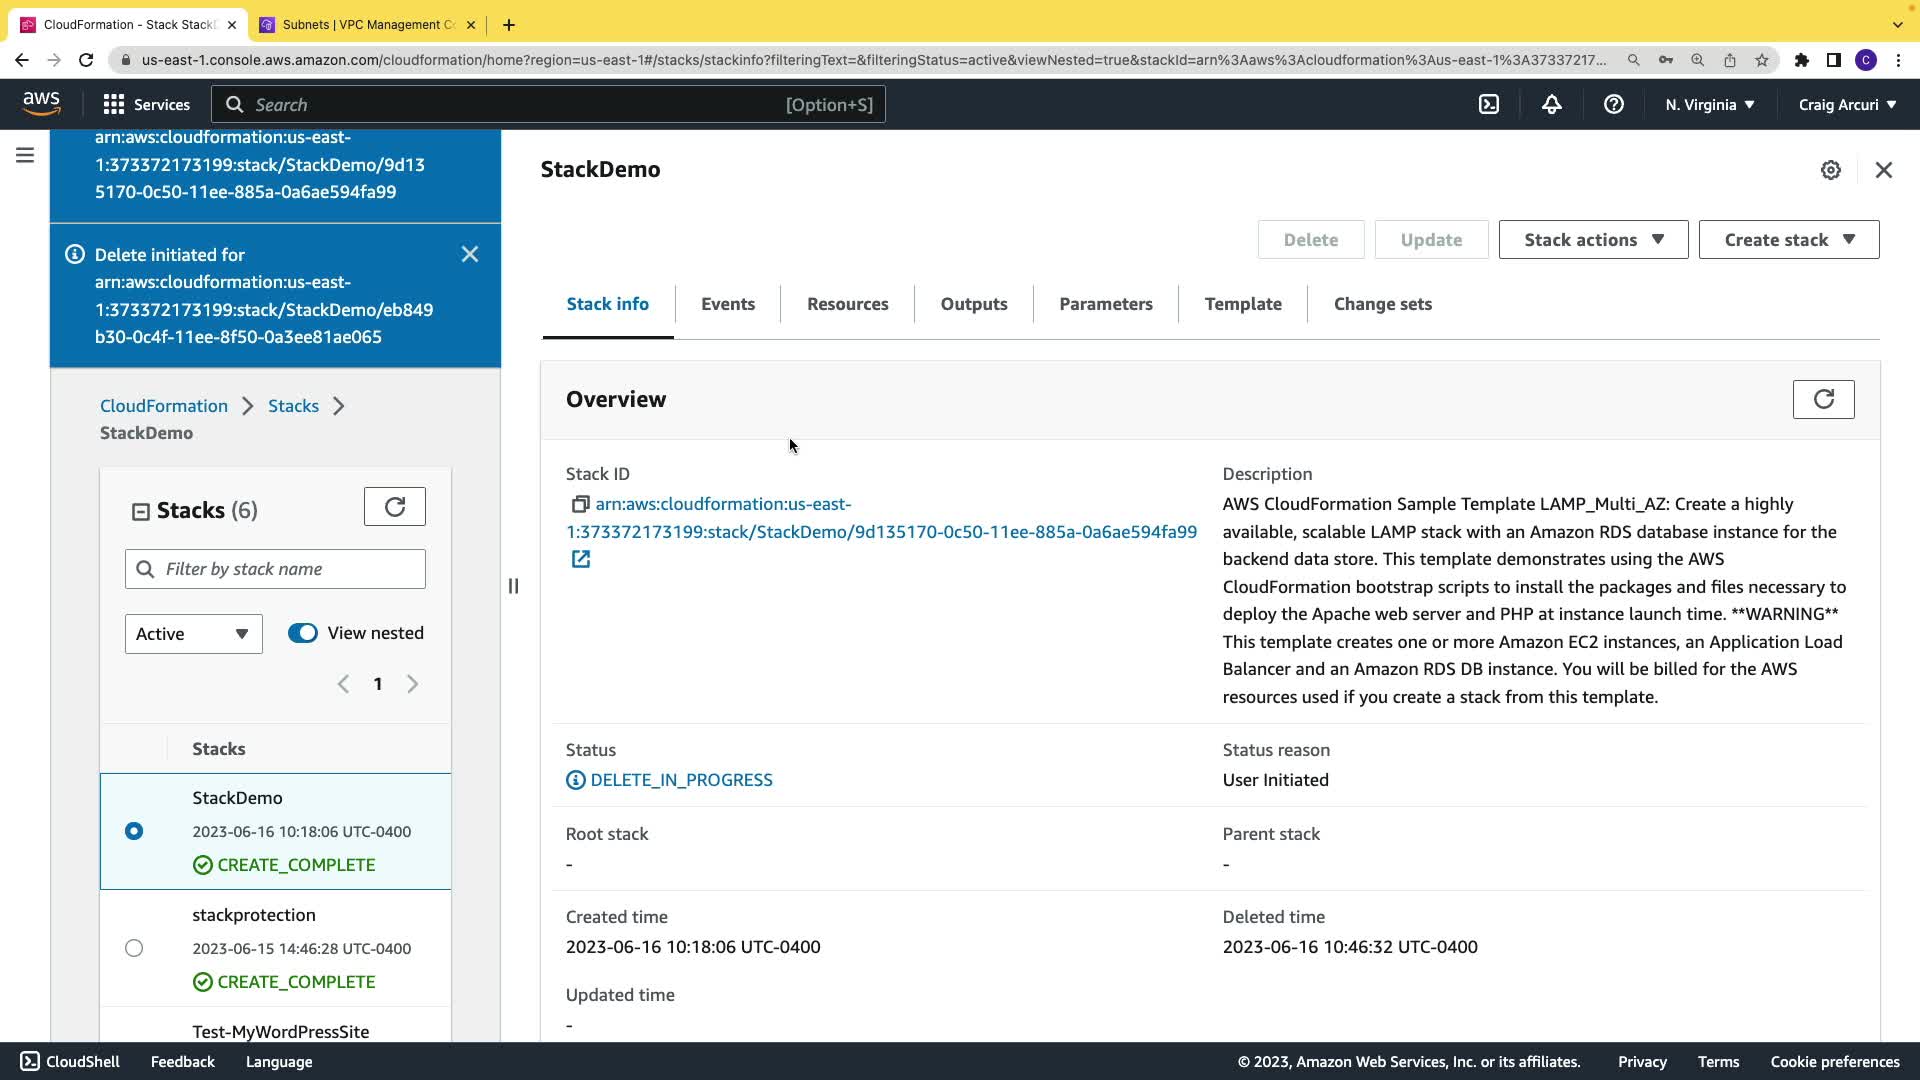 CloudFormation - Stack StackD
Subnets | VPC Management Co
us-east-1.console.aws.amazon.com/cloudformation/home?region=us-east-1#/stacks/stackinfo?filteringText=&filteringStatus=active&viewNested=true&stackId=arn%3Aaws%3Acloudformation%3Aus-east-1%3A37337217...
C
aws
Services
Search
[Option+S]
N. Virginia
Craig Arcuri
arn:aws:cloudformation:us-east-
1:373372173199:stack/StackDemo/9d13
5170-0c50-11ee-885a-0a6ae594fa99
Delete initiated for
arn:aws:cloudformation:us-east-
1:373372173199:stack/StackDemo/eb849
b30-0c4f-11ee-8f50-0a3ee81ae065
CloudFormation
Stacks
StackDemo
Stacks (6)
Filter by stack name
Active
View nested
1
Stacks
StackDemo
2023-06-16 10:18:06 UTC-0400
CREATE_COMPLETE
stackprotection
2023-06-15 14:46:28 UTC-0400
CREATE_COMPLETE
Test-MyWordPressSite
StackDemo
Delete
Update
Stack actions
Create stack
Stack info
Events
Resources
Outputs
Parameters
Template
Change sets
Overview
Stack ID
arn:aws:cloudformation:us-east-
1:373372173199:stack/StackDemo/9d135170-0c50-11ee-885a-0a6ae594fa99
Description
AWS CloudFormation Sample Template LAMP_Multi_AZ: Create a highly
available, scalable LAMP stack with an Amazon RDS database instance for the
backend data store. This template demonstrates using the AWS
CloudFormation bootstrap scripts to install the packages and files necessary to
deploy the Apache web server and PHP at instance launch time. **WARNING**
This template creates one or more Amazon EC2 instances, an Application Load
Balancer and an Amazon RDS DB instance. You will be billed for the AWS
resources used if you create a stack from this template.
Status
DELETE_IN_PROGRESS
Status reason
User Initiated
Root stack
-
Parent stack
-
Created time
2023-06-16 10:18:06 UTC-0400
Deleted time
2023-06-16 10:46:32 UTC-0400
Updated time
-
CloudShell
Feedback
Language
© 2023, Amazon Web Services, Inc. or its affiliates.
Privacy
Terms
Cookie preferences